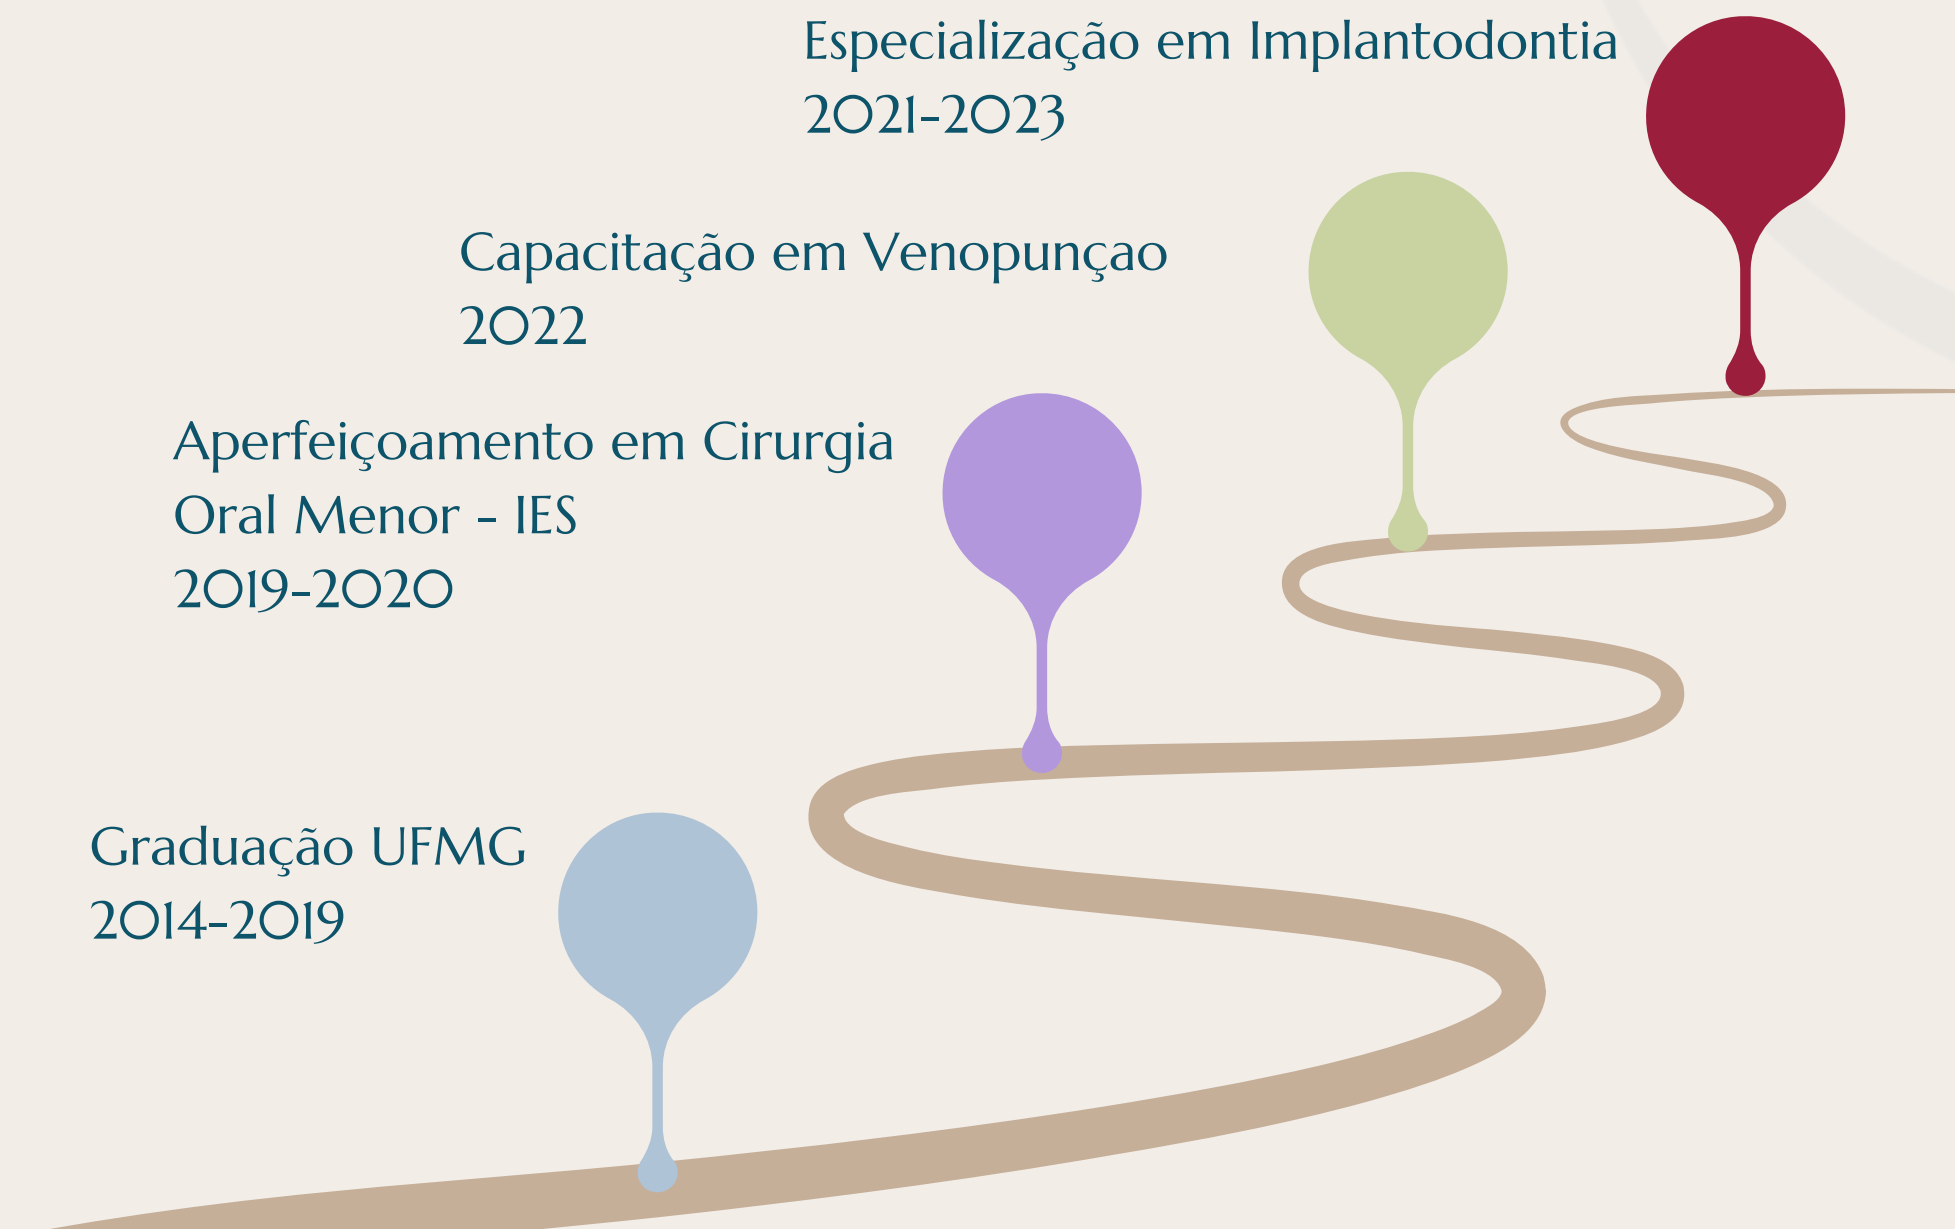 Especialização em Implantodontia
2021-2023
Capacitação em Venopunçao
2022
Aperfeiçoamento em Cirurgia
Oral Menor - IES
2019-2020
Graduação UFMG
2014-2019